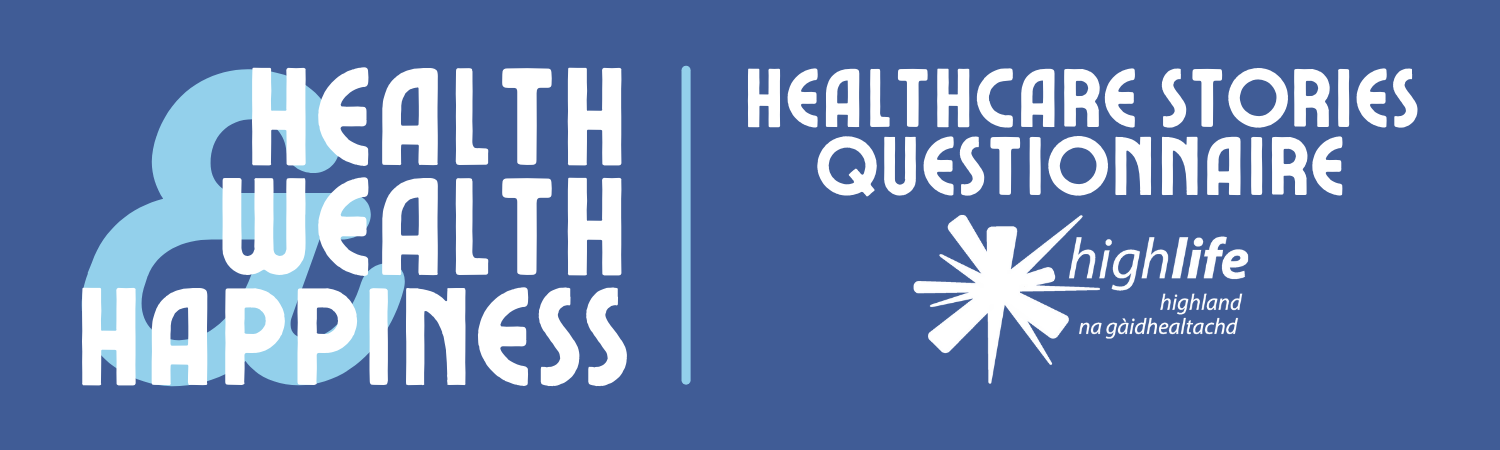 &
HEALTH
WEALTH
HAPPINESS
HEALTHCARE STORIES
QUESTIONNAIRE
highlife
highland
na gàidhealtachd